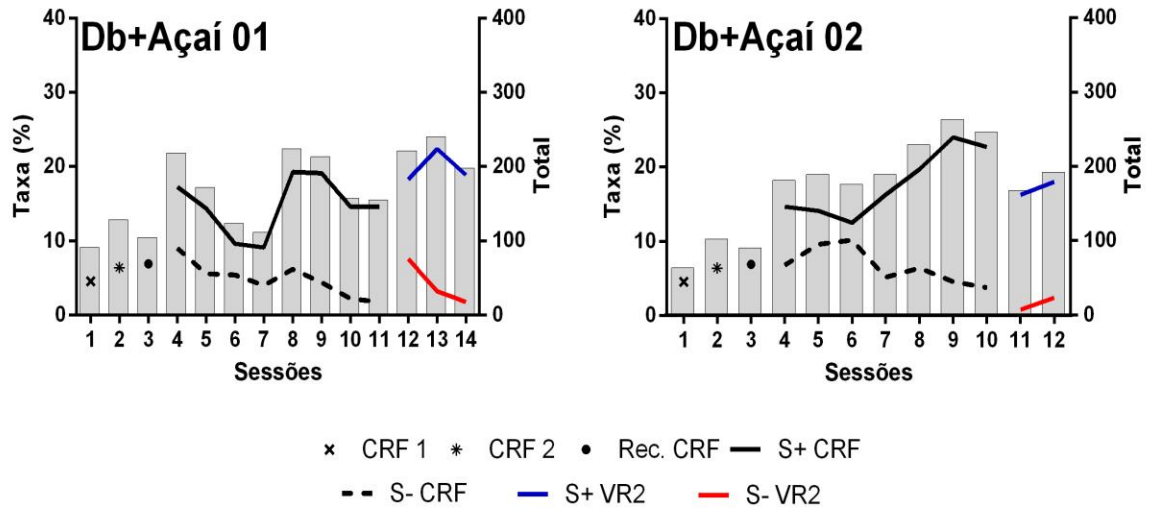 Db+Açaí 01
Taxa (%)
40
30
20
10
0
400
300
200
100
0
Total
1 2 3 4 5 6 7 8 9 10 11 12 13 14
Sessões
Db+Açaí 02
Taxa (%)
40
30
20
10
0
400
300
200
100
0
Total
1 2 3 4 5 6 7 8 9 10 11 12
Sessões
CRF 1 CRF 2 Rec. CRF S+ CRF
S- CRF S+ VR2 S- VR2